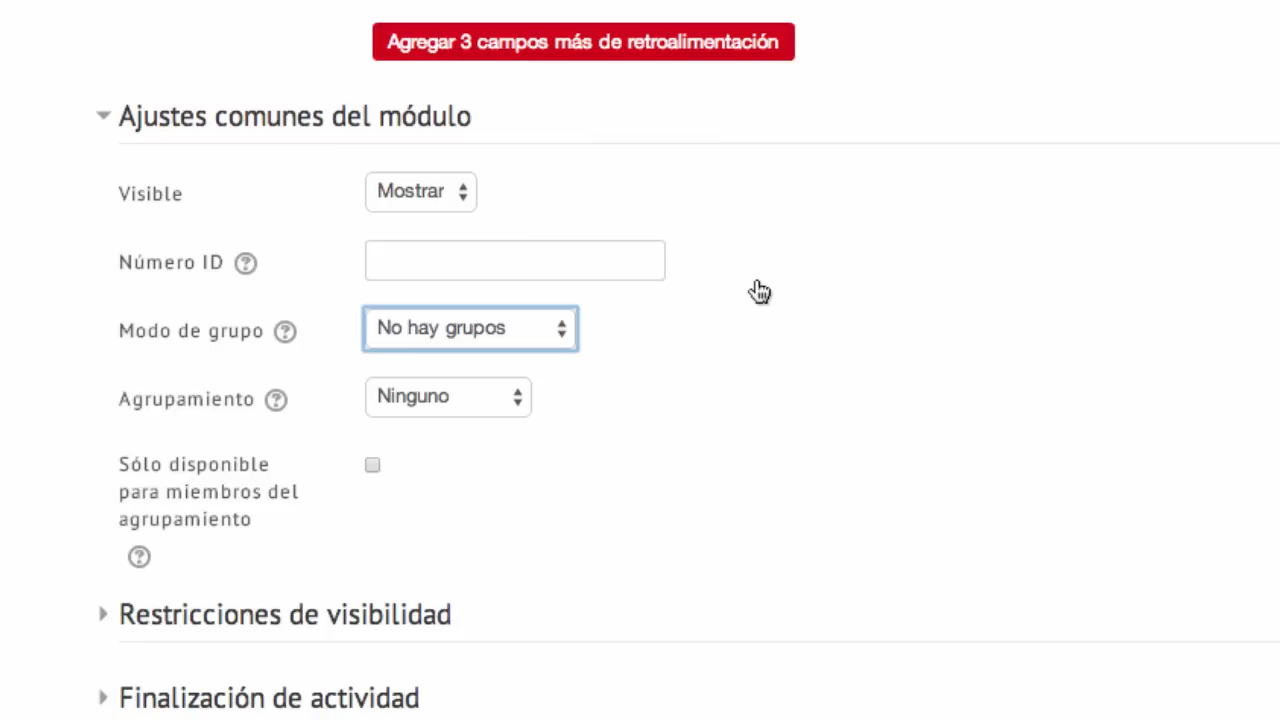 Agregar 3 campos más de retroalimentación
Ajustes comunes del módulo
Visible
Mostrar
Número ID
Modo de grupo
No hay grupos
Agrupamiento
Ninguno
Sólo disponible
para miembros del
agrupamiento
Restricciones de visibilidad
Finalización de actividad